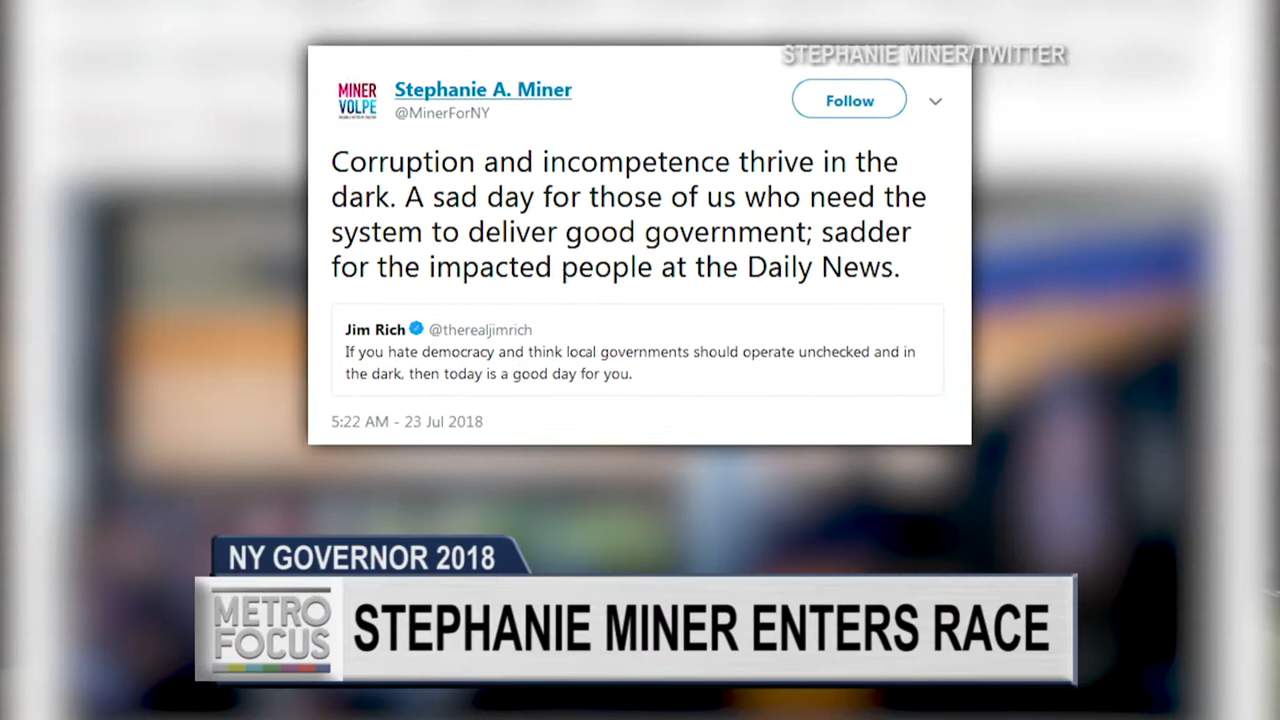 STEPHANIE MINER/TWITTER
MINER
VOLPE
Stephanie A. Miner
@MinerForNY
Follow
Corruption and incompetence thrive in the
dark. A sad day for those of us who need the
system to deliver good government; sadder
for the impacted people at the Daily News.
Jim Rich @therealjimrich
If you hate democracy and think local governments should operate unchecked and in
the dark, then today is a good day for you.
5:22 AM - 23 Jul 2018
NY GOVERNOR 2018
METRO
FOCUS
STEPHANIE MINER ENTERS RACE